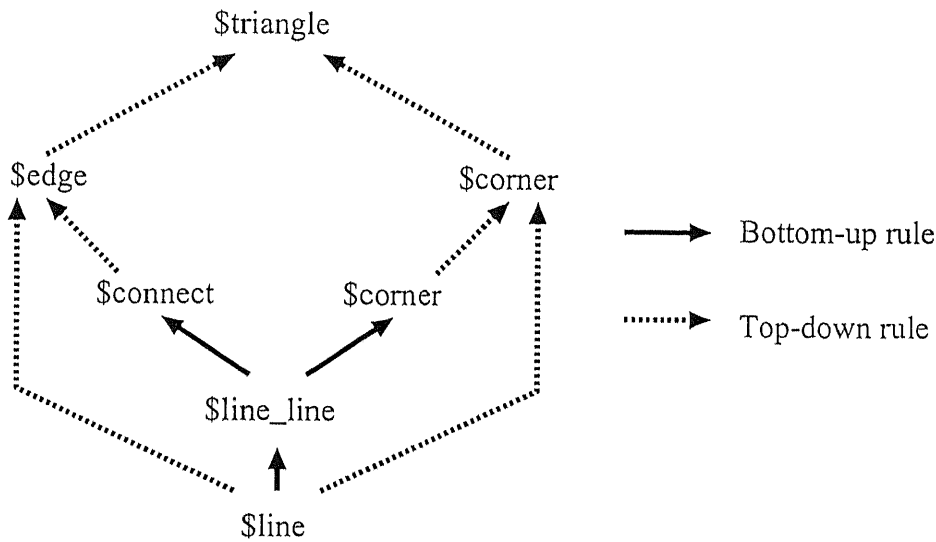 $triangle
$edge
$corner
Bottom-up rule
$connect
$corner
Top-down rule
$line_line
$line